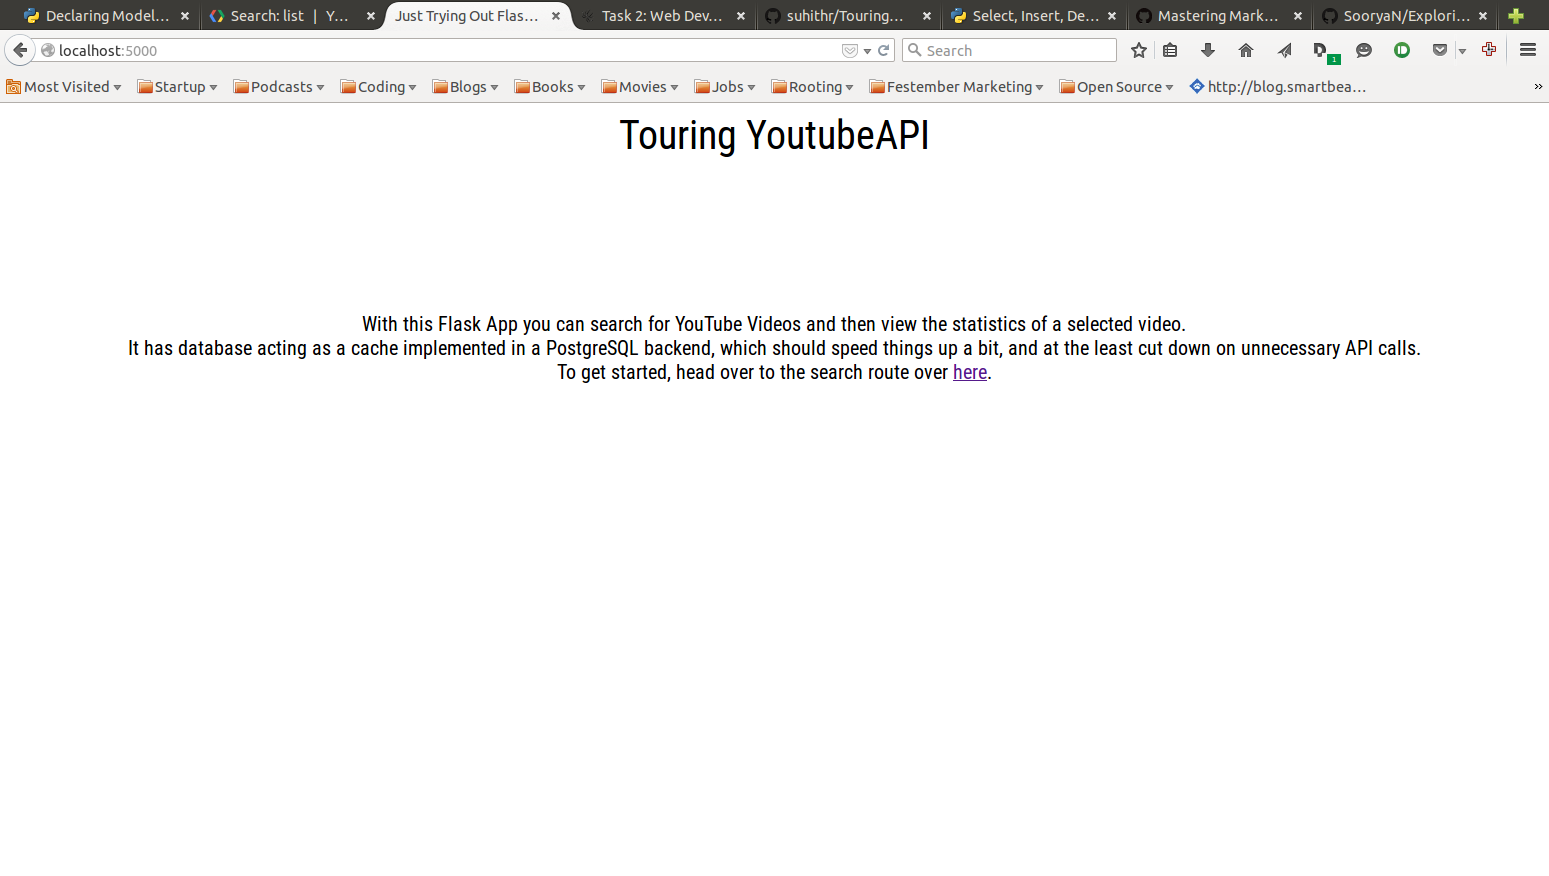 Declaring Model...
Search: list | Y...
Just Trying Out Flas...
Task 2: Web Dev...
suhithr/Touring...
Select, Insert, De...
Mastering Mark...
SooryaN/Explori...
localhost:5000
Search
1
Most Visited
Startup
Podcasts
Coding
Blogs
Books
Movies
Jobs
Rooting
Festember Marketing
Open Source
http://blog.smartbea...
Touring YoutubeAPI
With this Flask App you can search for YouTube Videos and then view the statistics of a selected video.
It has database acting as a cache implemented in a PostgreSQL backend, which should speed things up a bit, and at the least cut down on unnecessary API calls.
To get started, head over to the search route over here.